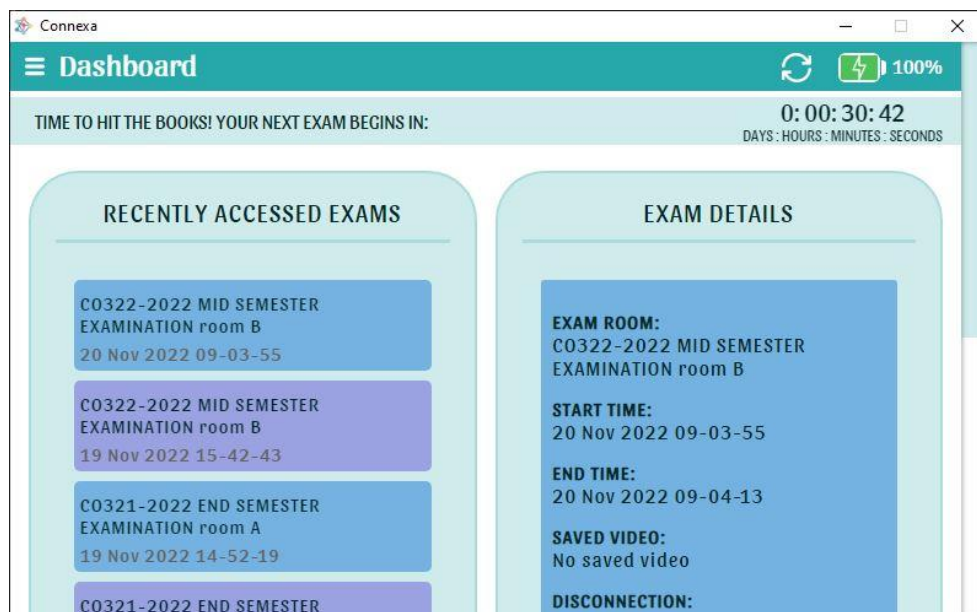 Connexa
Dashboard
100%
TIME TO HIT THE BOOKS! YOUR NEXT EXAM BEGINS IN:
0: 00: 30: 42
DAYS : HOURS : MINUTES : SECONDS
RECENTLY ACCESSED EXAMS
CO322-2022 MID SEMESTER
EXAMINATION room B
20 Nov 2022 09-03-55
CO322-2022 MID SEMESTER
EXAMINATION room B
19 Nov 2022 15-42-43
CO321-2022 END SEMESTER
EXAMINATION room A
19 Nov 2022 14-52-19
CO321-2022 END SEMESTER
EXAM DETAILS
EXAM ROOM:
CO322-2022 MID SEMESTER
EXAMINATION room B
START TIME:
20 Nov 2022 09-03-55
END TIME:
20 Nov 2022 09-04-13
SAVED VIDEO:
No saved video
DISCONNECTION: